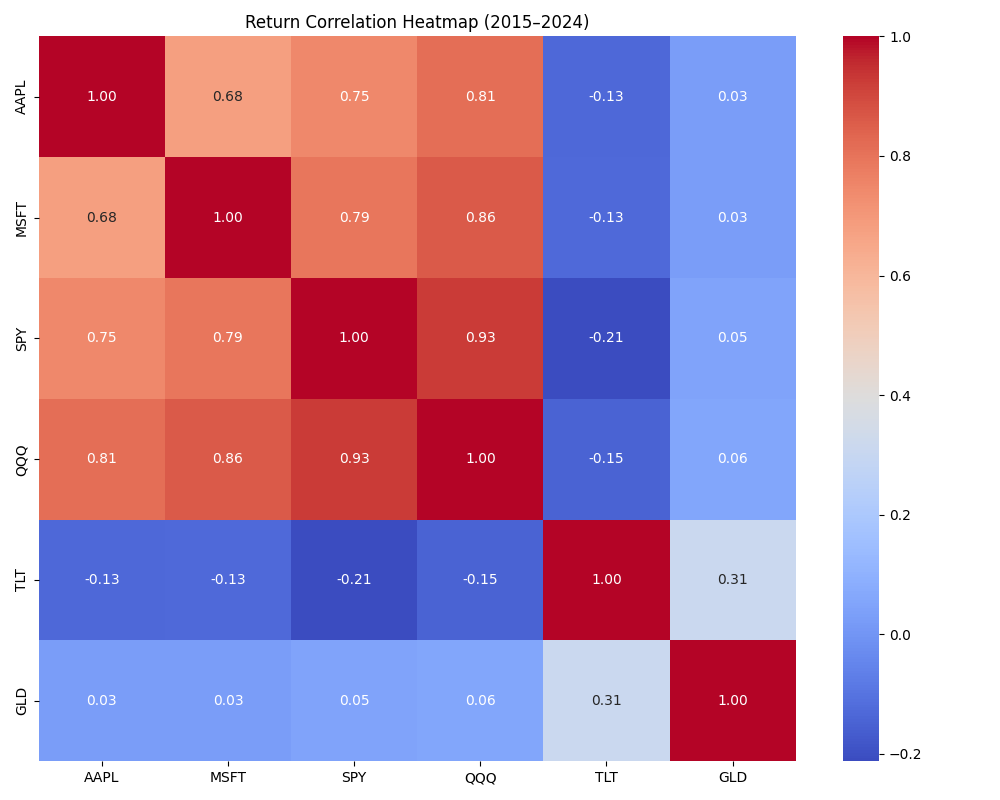 Return Correlation Heatmap (2015–2024)
AAPL 1.00 0.68 0.75 0.81 -0.13 0.03
MSFT 0.68 1.00 0.79 0.86 -0.13 0.03
SPY 0.75 0.79 1.00 0.93 -0.21 0.05
QQQ 0.81 0.86 0.93 1.00 -0.15 0.06
TLT -0.13 -0.13 -0.21 -0.15 1.00 0.31
GLD 0.03 0.03 0.05 0.06 0.31 1.00
AAPL MSFT SPY QQQ TLT GLD
1.0
0.8
0.6
0.4
0.2
0.0
−0.2